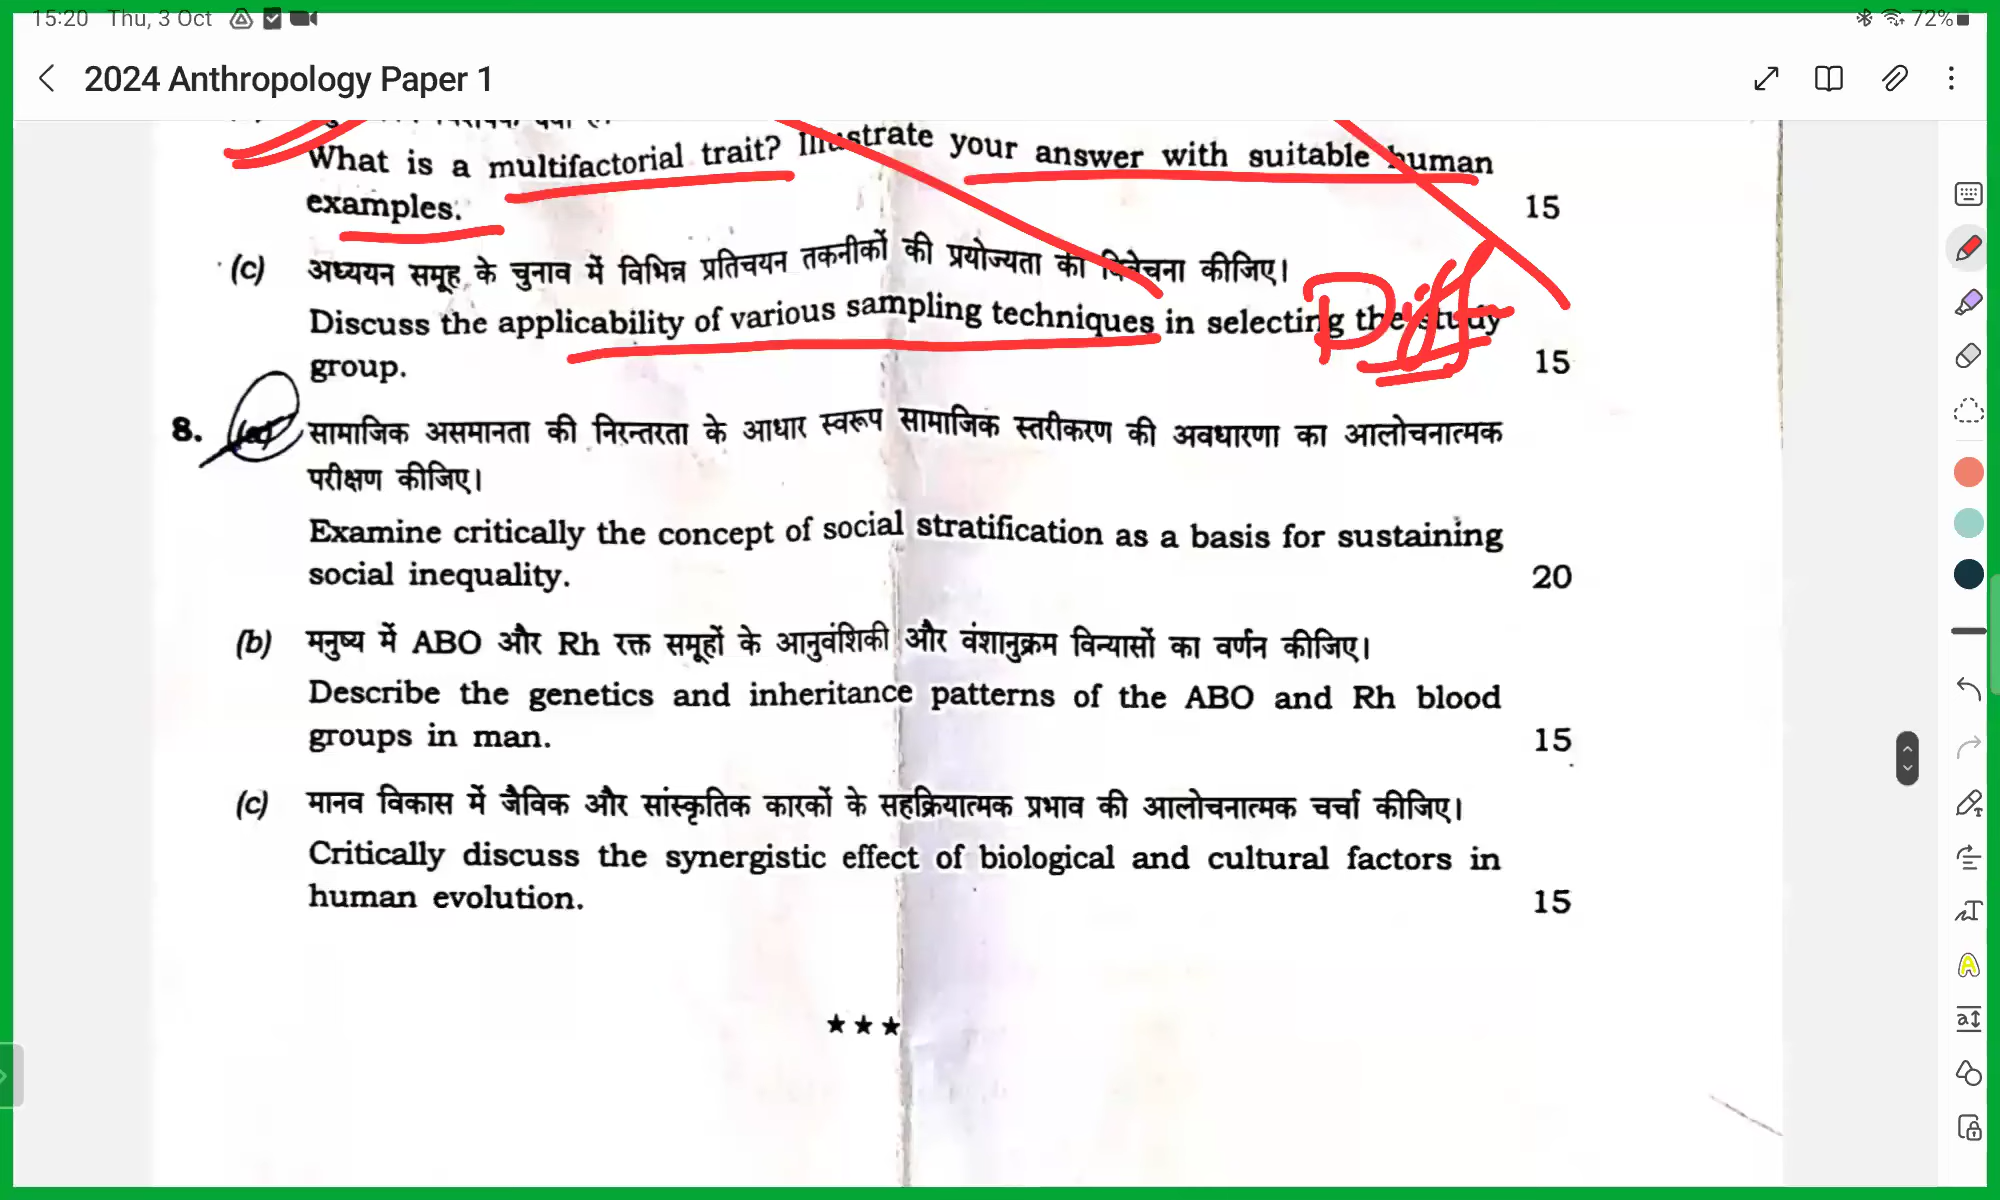 15:20 Thu, 3 Oct 72%
2024 Anthropology Paper 1
What is a multifactorial trait? Illustrate your answer with suitable human
examples. 15
(c) अध्ययन समूह के चुनाव में विभिन्न प्रतिचयन तकनीकों की प्रयोज्यता की विवेचना कीजिए।
Discuss the applicability of various sampling techniques in selecting the study
group. 15
Diff
8. (a) सामाजिक असमानता की निरन्तरता के आधार स्वरूप सामाजिक स्तरीकरण की अवधारणा का आलोचनात्मक
परीक्षण कीजिए।
Examine critically the concept of social stratification as a basis for sustaining
social inequality. 20
(b) मनुष्य में ABO और Rh रक्त समूहों के आनुवंशिकी और वंशानुक्रम विन्यासों का वर्णन कीजिए।
Describe the genetics and inheritance patterns of the ABO and Rh blood
groups in man. 15
(c) मानव विकास में जैविक और सांस्कृतिक कारकों के सहक्रियात्मक प्रभाव की आलोचनात्मक चर्चा कीजिए।
Critically discuss the synergistic effect of biological and cultural factors in
human evolution. 15
★★★